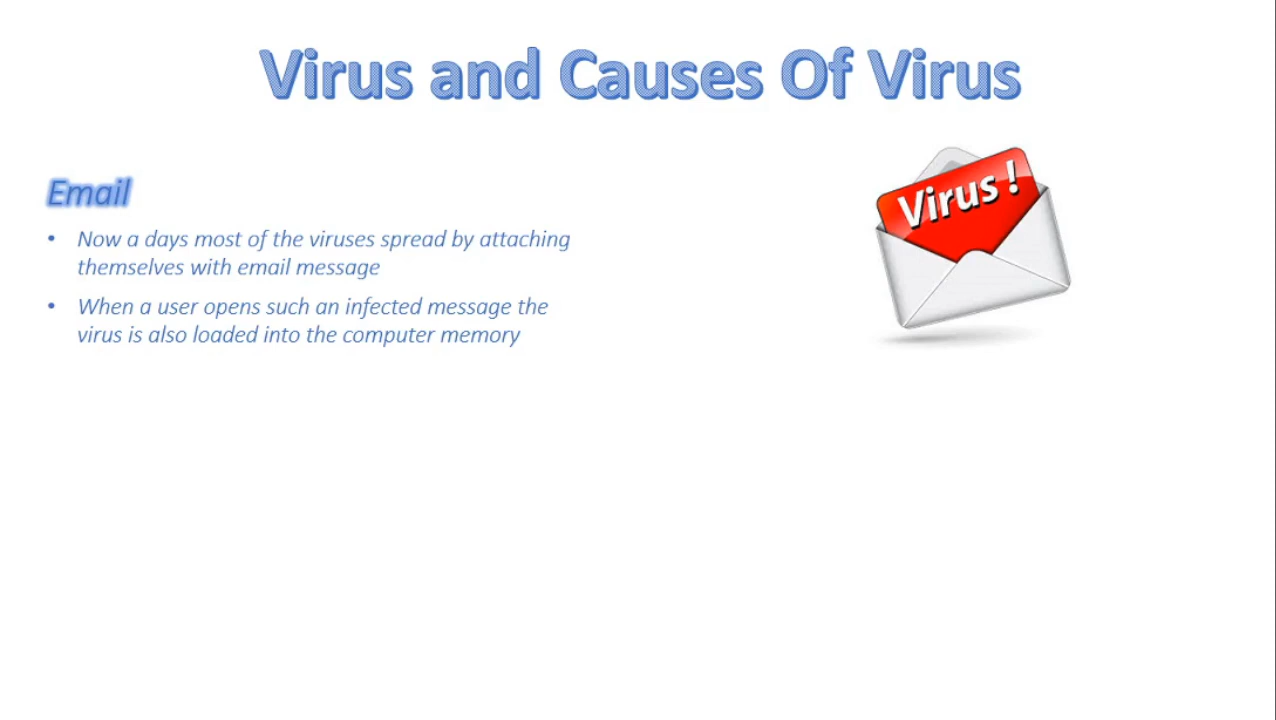 Virus and Causes Of Virus
Virus !
Email
• Now a days most of the viruses spread by attaching
themselves with email message
• When a user opens such an infected message the
virus is also loaded into the computer memory